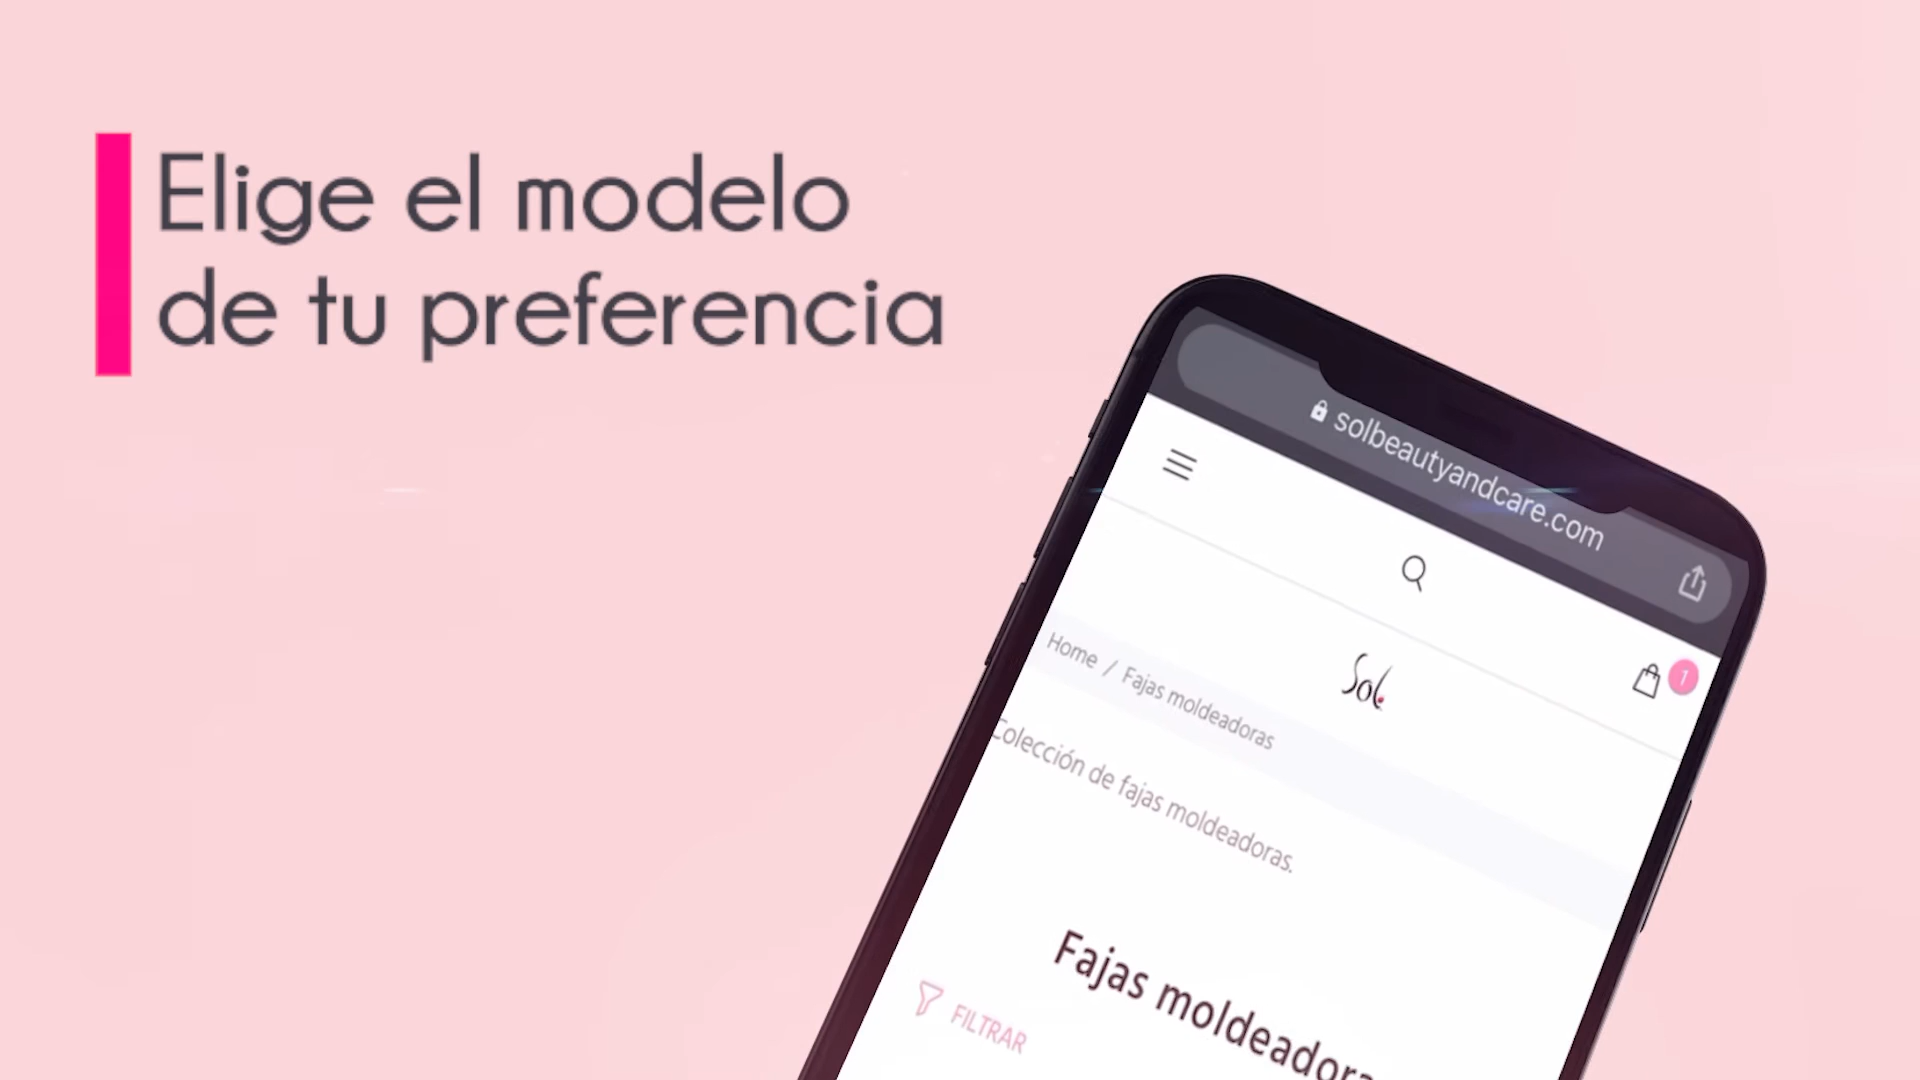 Elige el modelo
de tu preferencia
solbeautyandcare.com
Sol
1
Home / Fajas moldeadoras
Colección de fajas moldeadoras.
Fajas moldeadora
FILTRAR